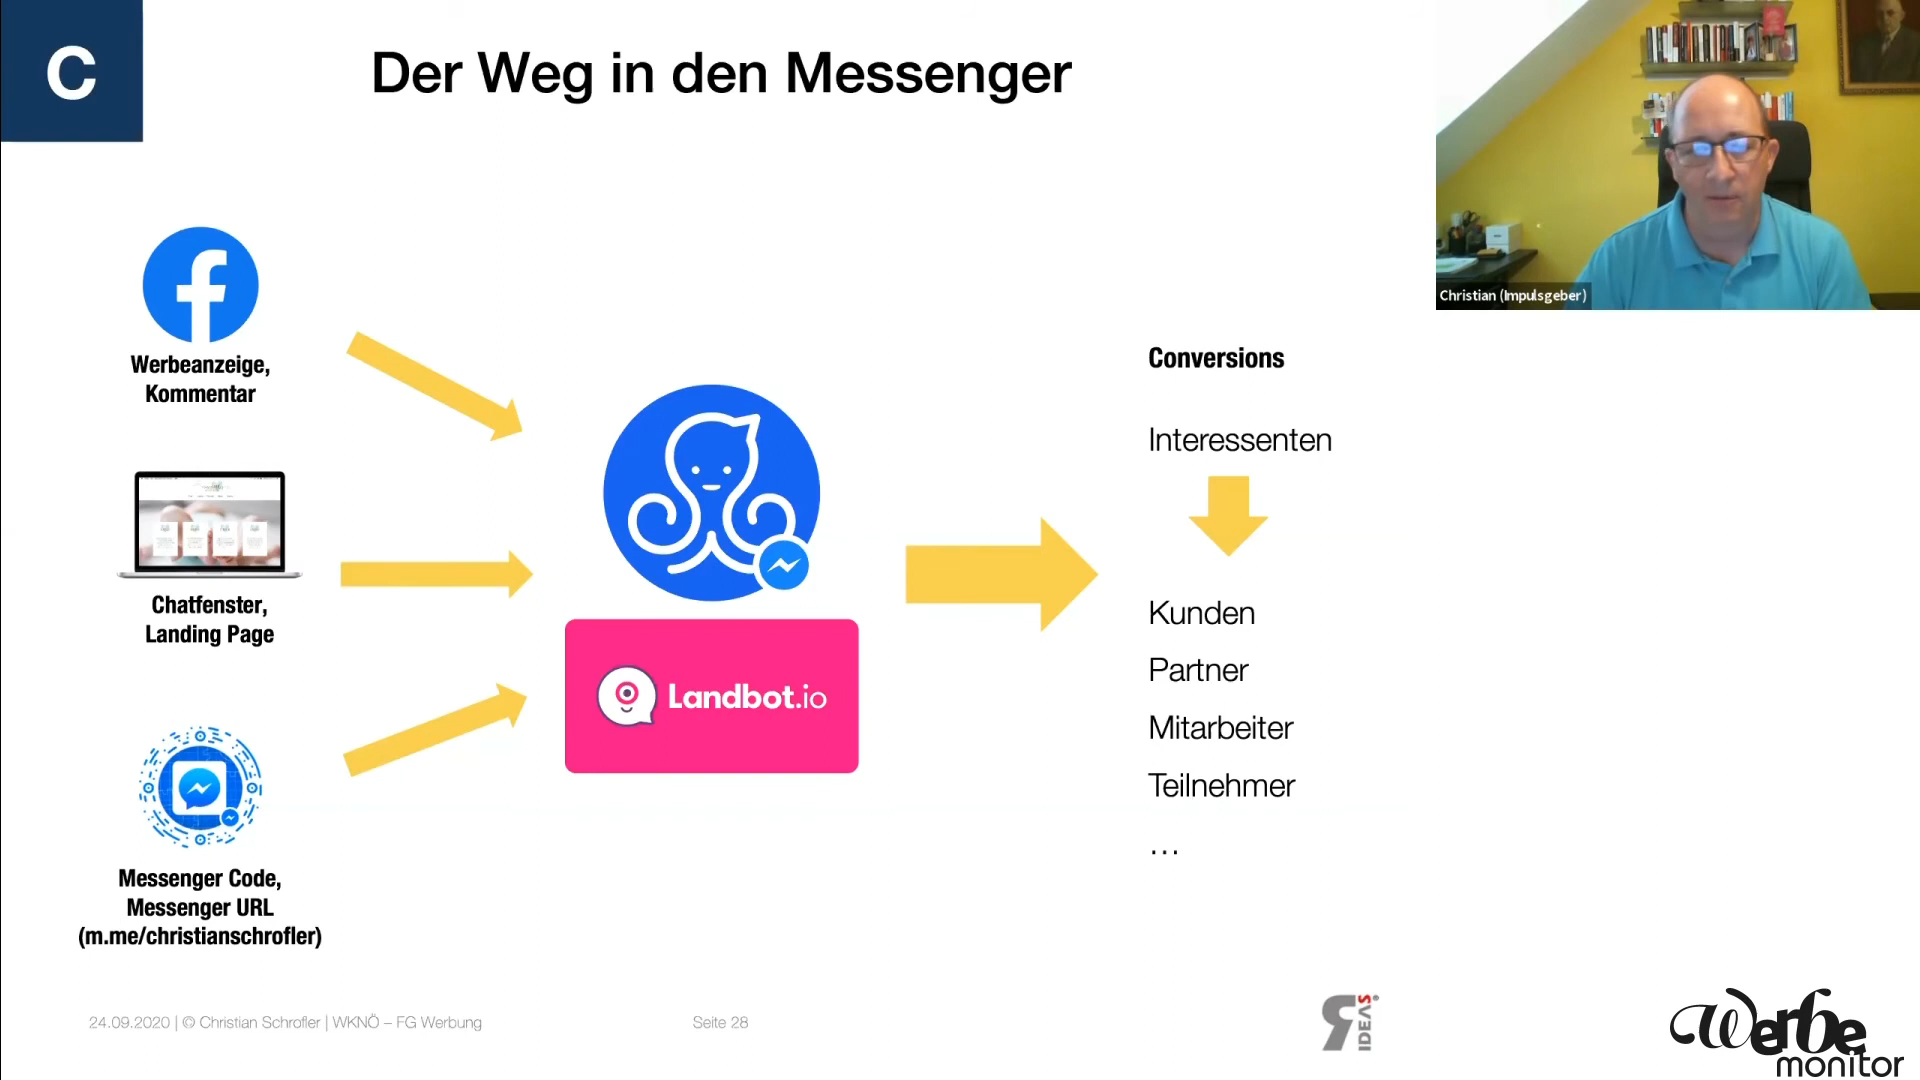 C
Der Weg in den Messenger
Christian (Impulsgeber)
Werbeanzeige,
Kommentar
Chatfenster,
Landing Page
Messenger Code,
Messenger URL
(m.me/christianschrofler)
Landbot.io
Conversions
Interessenten
Kunden
Partner
Mitarbeiter
Teilnehmer
...
24.09.2020 | © Christian Schrofler | WKNÖ – FG Werbung
Seite 28
IDEAS®
Werbe
monitor